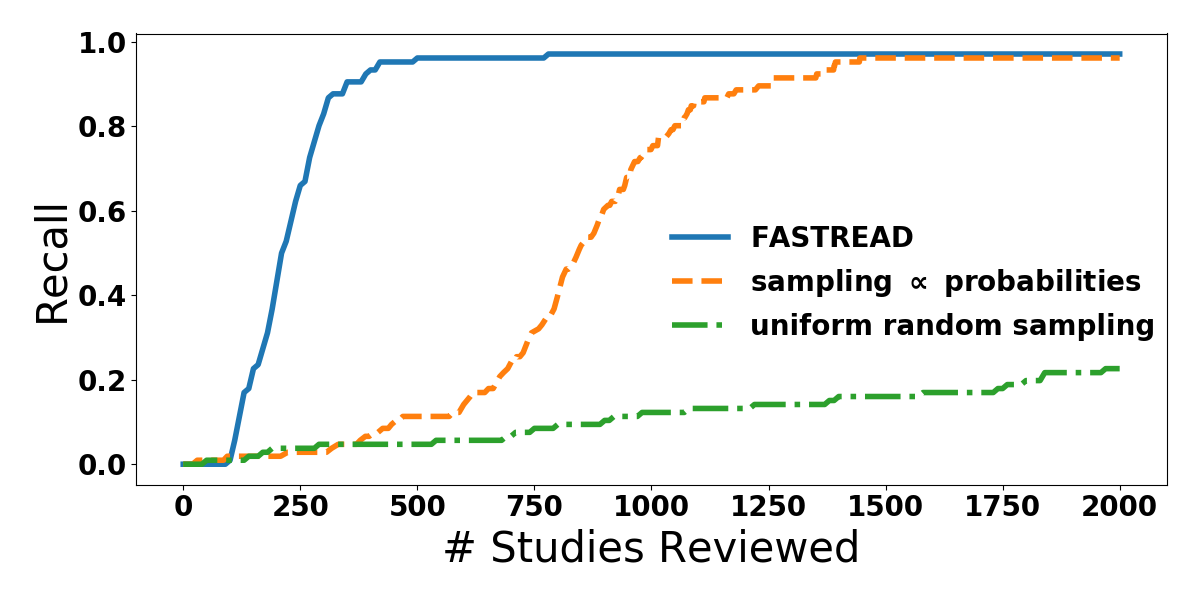 1.0
0.8
0.6
0.4
0.2
0.0
Recall
FASTREAD
sampling ∝ probabilities
uniform random sampling
0 250 500 750 1000 1250 1500 1750 2000
# Studies Reviewed